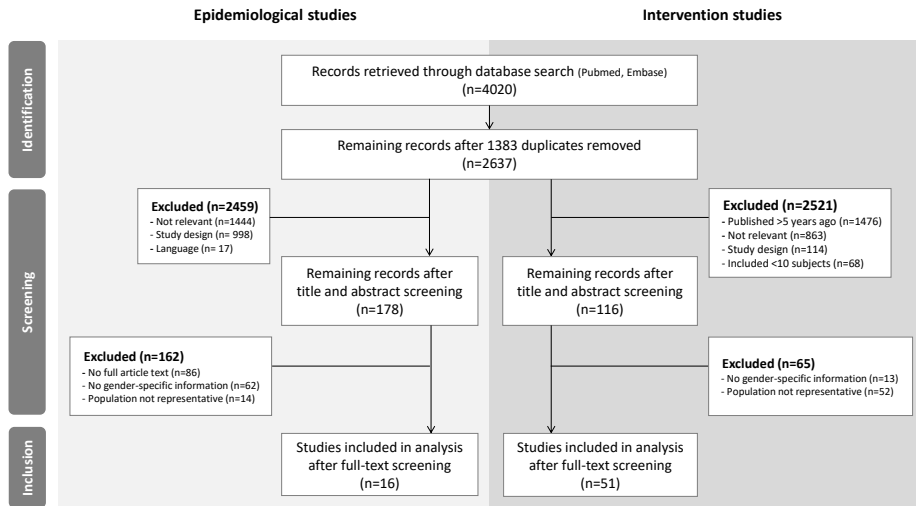 Epidemiological studies
Intervention studies
Identification
Records retrieved through database search (Pubmed, Embase)
(n=4020)
Remaining records after 1383 duplicates removed
(n=2637)
Screening
Excluded (n=2459)
- Not relevant (n=1444)
- Study design (n= 998)
- Language (n= 17)
Excluded (n=2521)
- Published >5 years ago (n=1476)
- Not relevant (n=863)
- Study design (n=114)
- Included <10 subjects (n=68)
Remaining records after
title and abstract screening
(n=178)
Remaining records after
title and abstract screening
(n=116)
Excluded (n=162)
- No full article text (n=86)
- No gender-specific information (n=62)
- Population not representative (n=14)
Excluded (n=65)
- No gender-specific information (n=13)
- Population not representative (n=52)
Inclusion
Studies included in analysis
after full-text screening
(n=16)
Studies included in analysis
after full-text screening
(n=51)